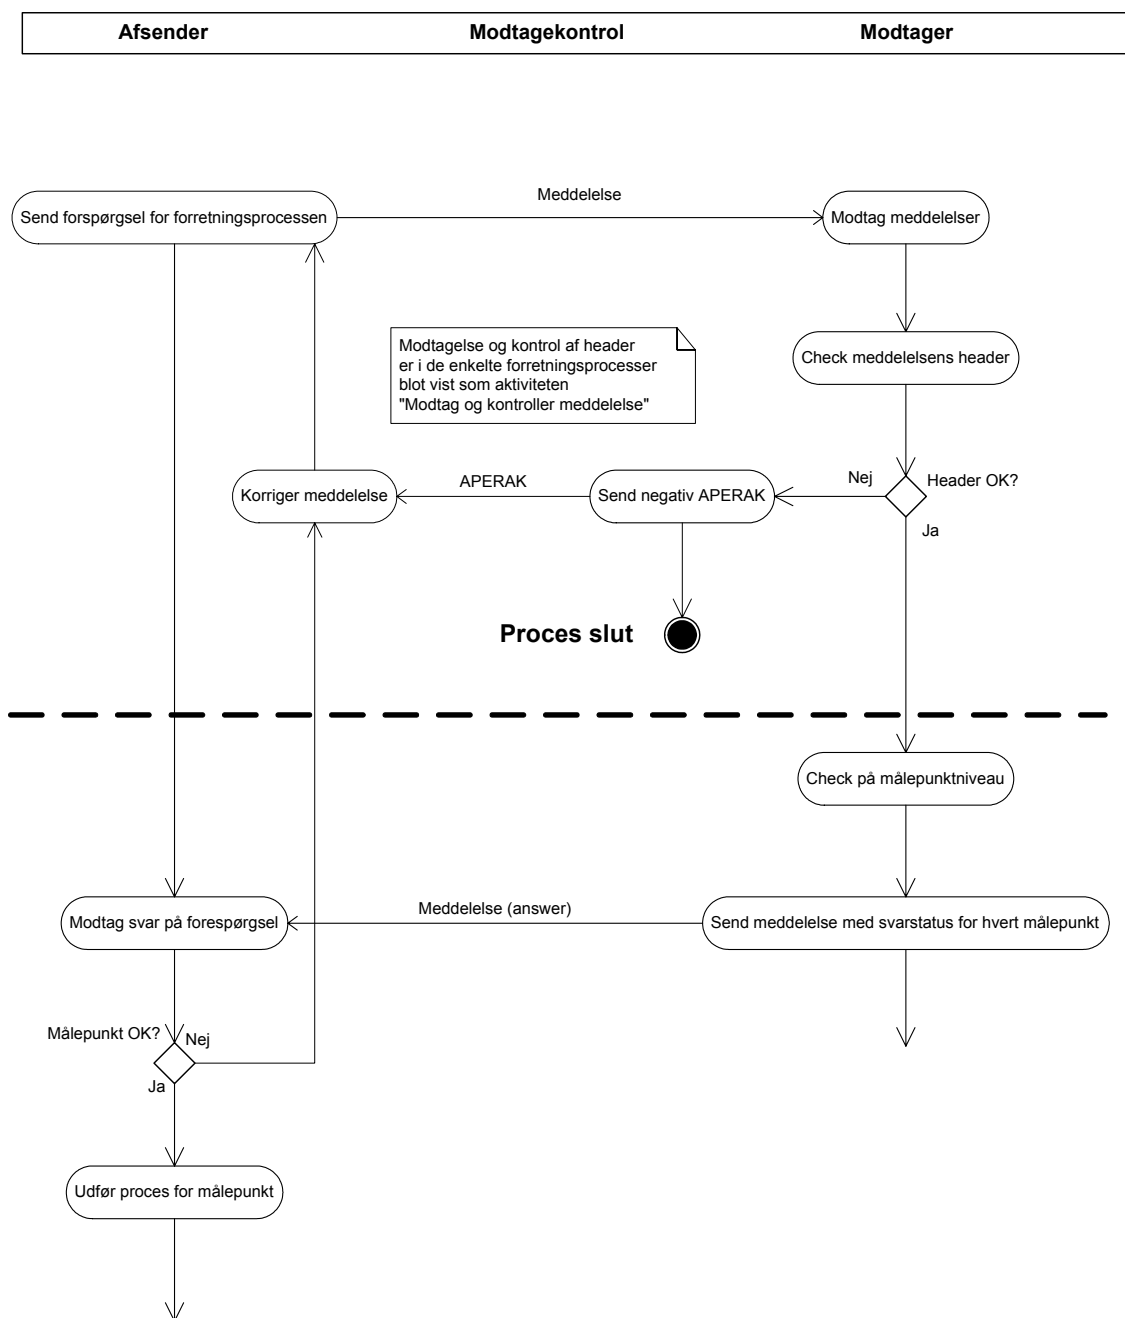 Afsender Modtagekontrol Modtager
Meddelelse
Send forspørgsel for forretningsprocessen
Modtag meddelelser
Modtagelse og kontrol af header
er i de enkelte forretningsprocesser
blot vist som aktiviteten
"Modtag og kontroller meddelelse"
Check meddelelsens header
Korriger meddelelse
APERAK
Send negativ APERAK
Nej
Header OK?
Ja
Proces slut
Check på målepunktniveau
Modtag svar på forespørgsel
Meddelelse (answer)
Send meddelelse med svarstatus for hvert målepunkt
Målepunkt OK?
Nej
Ja
Udfør proces for målepunkt